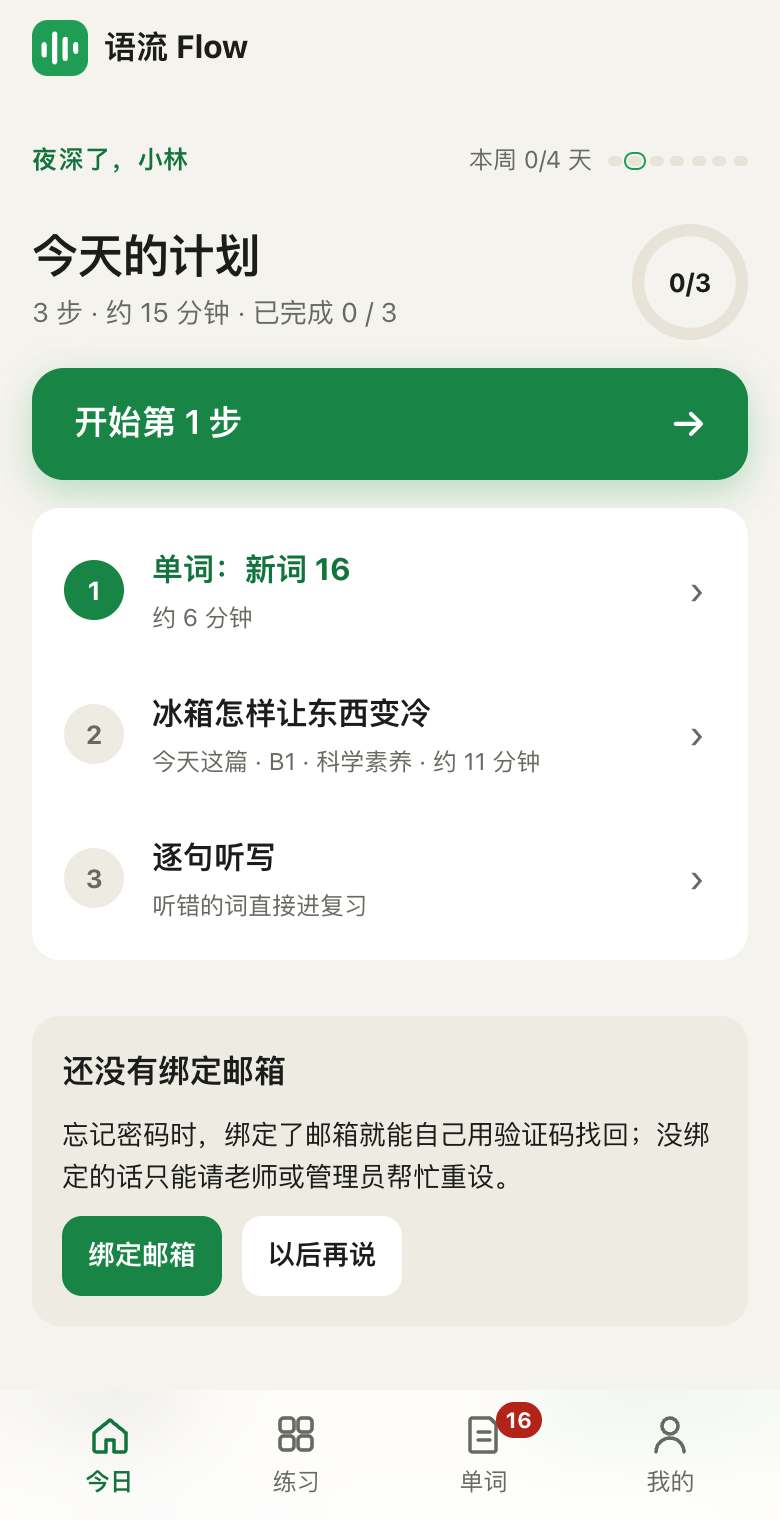 语流 Flow
夜深了，小林
本周 0/4 天
今天的计划
3 步 · 约 15 分钟 · 已完成 0 / 3
0/3
开始第 1 步
1
单词：新词 16
约 6 分钟
2
冰箱怎样让东西变冷
今天这篇 · B1 · 科学素养 · 约 11 分钟
3
逐句听写
听错的词直接进复习
还没有绑定邮箱
忘记密码时，绑定了邮箱就能自己用验证码找回；没绑
定的话只能请老师或管理员帮忙重设。
绑定邮箱
以后再说
16
今日
练习
单词
我的